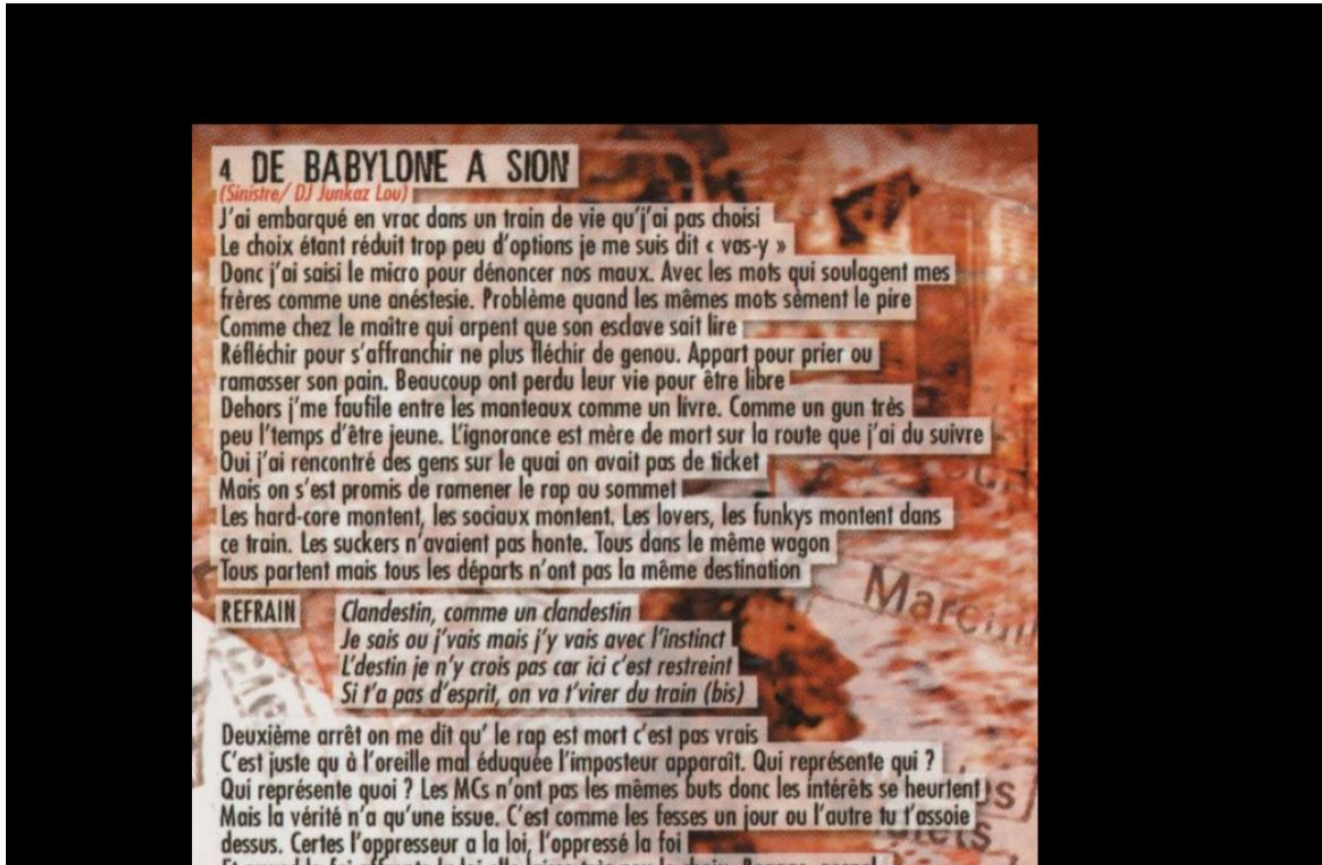 4 DE BABYLONE A SION
(Sinistre/ DJ Junkaz Lou)
J'ai embarqué en vrac dans un train de vie qu'j'ai pas choisi
Le choix étant réduit trop peu d'options je me suis dit « vas-y »
Donc j'ai saisi le micro pour dénoncer nos maux. Avec les mots qui soulagent mes
frères comme une anéstesie. Problème quand les mêmes mots sèment le pire
Comme chez le maître qui arpent que son esclave sait lire
Réfléchir pour s'affranchir ne plus fléchir de genou. Appart pour prier ou
ramasser son pain. Beaucoup ont perdu leur vie pour être libre
Dehors j'me faufile entre les manteaux comme un livre. Comme un gun très
peu l'temps d'être jeune. L'ignorance est mère de mort sur la route que j'ai du suivre
Oui j'ai rencontré des gens sur le quai on avait pas de ticket
Mais on s'est promis de ramener le rap au sommet
Les hard-core montent, les sociaux montent. Les lovers, les funkys montent dans
ce train. Les suckers n'avaient pas honte. Tous dans le même wagon
Tous partent mais tous les départs n'ont pas la même destination
REFRAIN Clandestin, comme un clandestin
Je sais ou j'vais mais j'y vais avec l'instinct
L'destin je n'y crois pas car ici c'est restreint
Si t'a pas d'esprit, on va t'virer du train (bis)
Deuxième arrêt on me dit qu' le rap est mort c'est pas vrais
C'est juste qu à l'oreille mal éduquée l'imposteur apparaît. Qui représente qui ?
Qui représente quoi ? Les MCs n'ont pas les mêmes buts donc les intérêts se heurtent
Mais la vérité n'a qu'une issue. C'est comme les fesses un jour ou l'autre tu t'assoie
dessus. Certes l'oppresseur a la loi, l'oppressé la foi